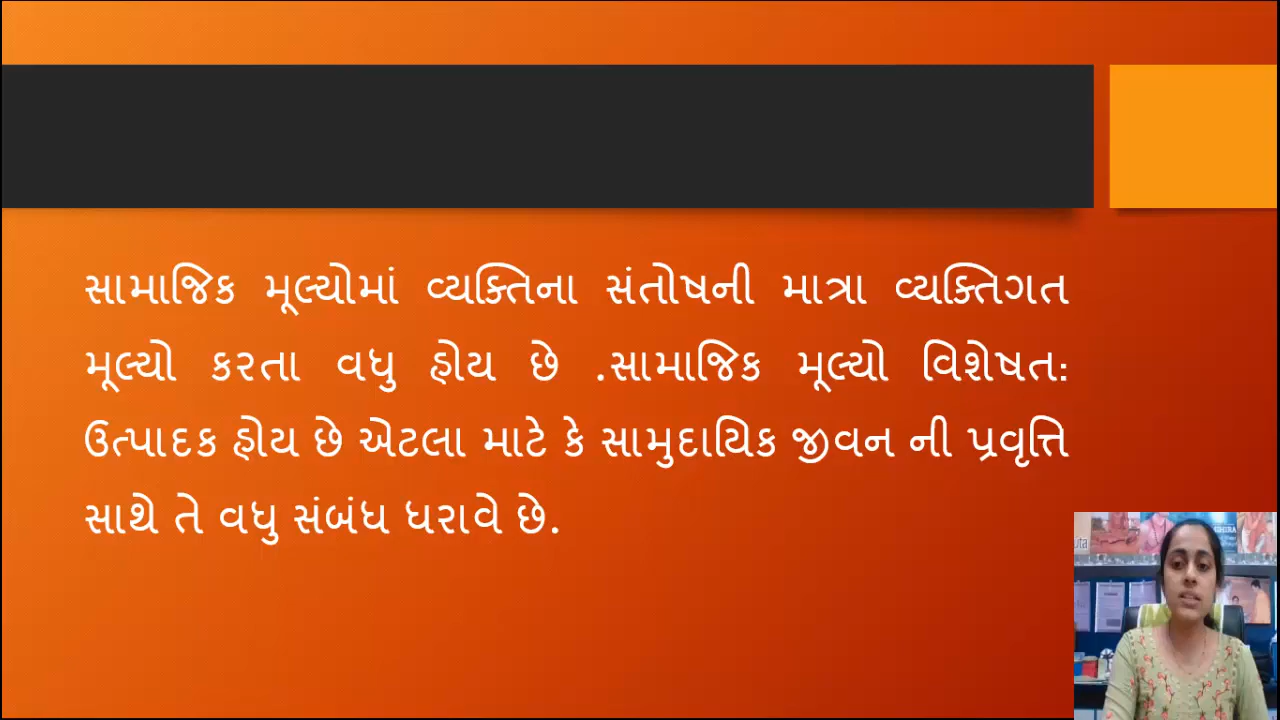 સામાજિક મૂલ્યોમાં વ્યક્તિના સંતોષની માત્રા વ્યક્તિગત
મૂલ્યો કરતા વધુ હોય છે .સામાજિક મૂલ્યો વિશેષત:
ઉત્પાદક હોય છે એટલા માટે કે સામુદાયિક જીવન ની પ્રવૃત્તિ
સાથે તે વધુ સંબંધ ધરાવે છે.